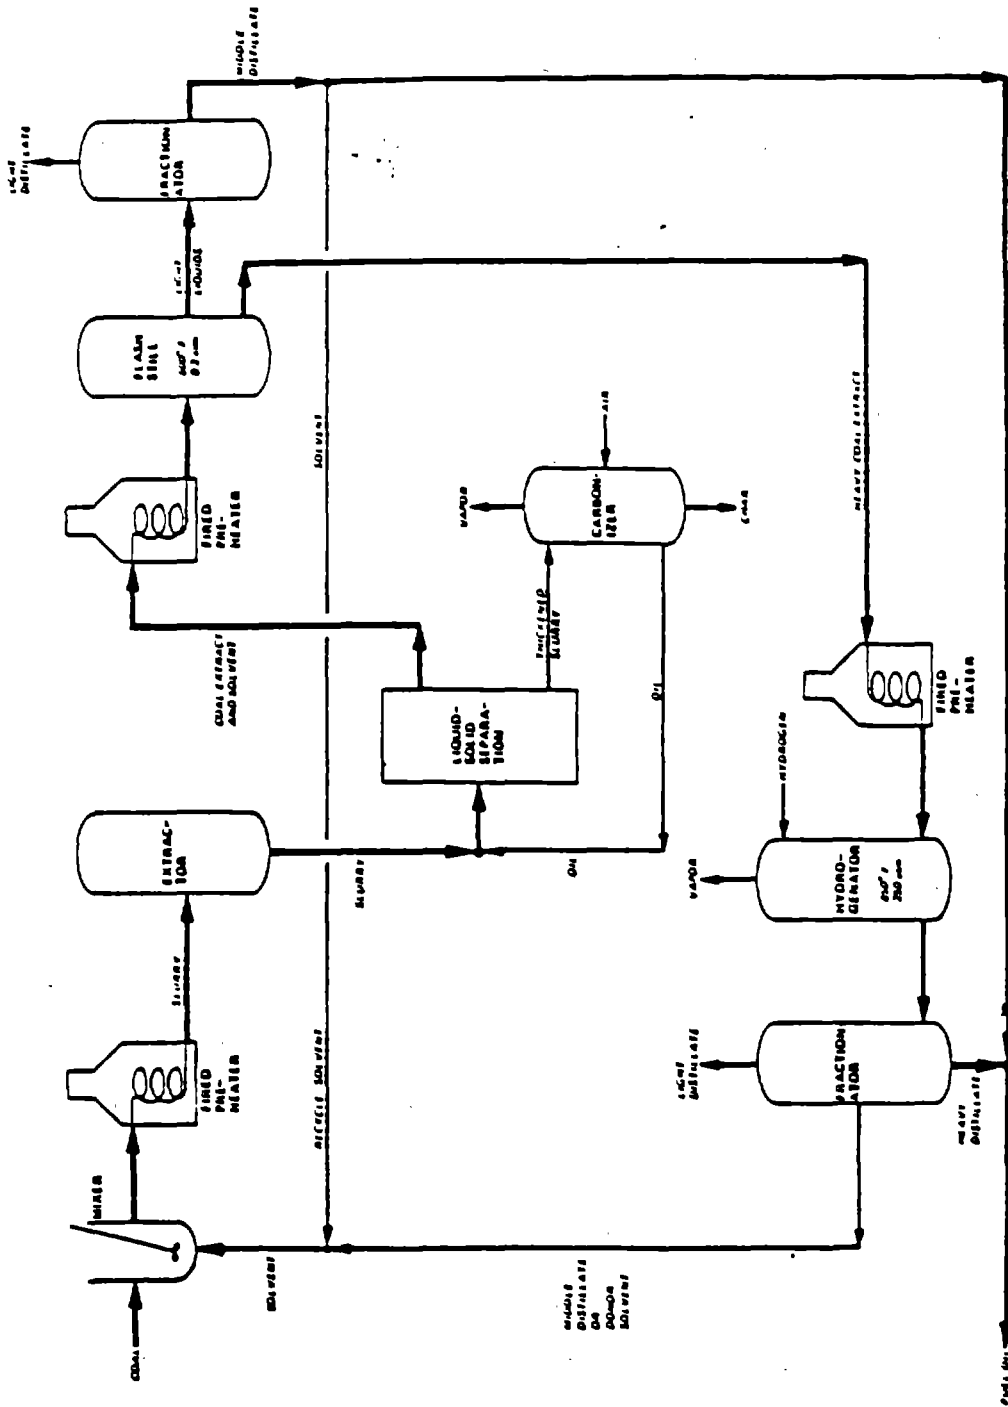 COAL
MIXER
SOLVENT
FIRED
PRE-
HEATER
SLURRY
EXTRAC-
TOR
SLURRY
RECYCLE SOLVENT
SOLVENT
LIQUID-
SOLID
SEPARA-
TION
COAL EXTRACT
AND SOLVENT
THICKENED
SLURRY
OIL
OIL
CARBON-
IZER
VAPOR
AIR
CHAR
FIRED
PRE-
HEATER
FLASH
STILL
LIGHT
LIQUIDS
FRACTION
ATOR
LIGHT
DISTILLATE
MIDDLE
DISTILLATE
HEAVY COAL EXTRACT
FIRED
PRE-
HEATER
HYDROGEN
HYDRO-
GENATOR
VAPOR
FRACTION
ATOR
LIGHT
DISTILLATE
HEAVY
DISTILLATE
MIDDLE
DISTILLATE
OR
DONOR
SOLVENT